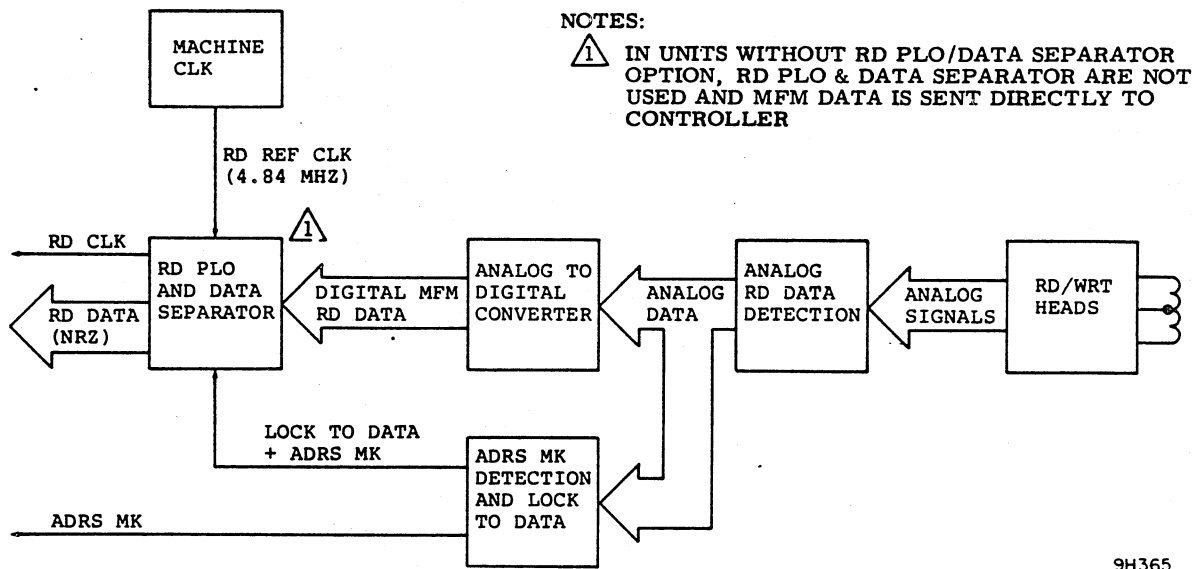 NOTES:
1 IN UNITS WITHOUT RD PLO/DATA SEPARATOR
OPTION, RD PLO & DATA SEPARATOR ARE NOT
USED AND MFM DATA IS SENT DIRECTLY TO
CONTROLLER
MACHINE
CLK
RD REF CLK
(4.84 MHZ)
1
RD CLK
RD DATA
(NRZ)
RD PLO
AND DATA
SEPARATOR
DIGITAL MFM
RD DATA
ANALOG TO
DIGITAL
CONVERTER
ANALOG
DATA
ANALOG
RD DATA
DETECTION
ANALOG
SIGNALS
RD/WRT
HEADS
LOCK TO DATA
+ ADRS MK
ADRS MK
DETECTION
AND LOCK
TO DATA
ADRS MK
9H365